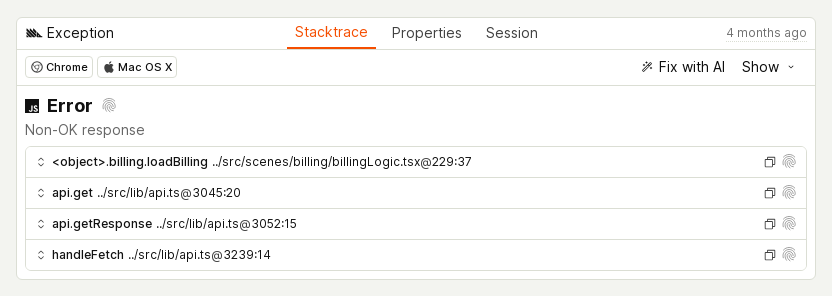 Exception Stacktrace Properties Session 4 months ago
Chrome Mac OS X Fix with AI Show
JS Error
Non-OK response
<object>.billing.loadBilling ../src/scenes/billing/billingLogic.tsx@229:37
api.get ../src/lib/api.ts@3045:20
api.getResponse ../src/lib/api.ts@3052:15
handleFetch ../src/lib/api.ts@3239:14